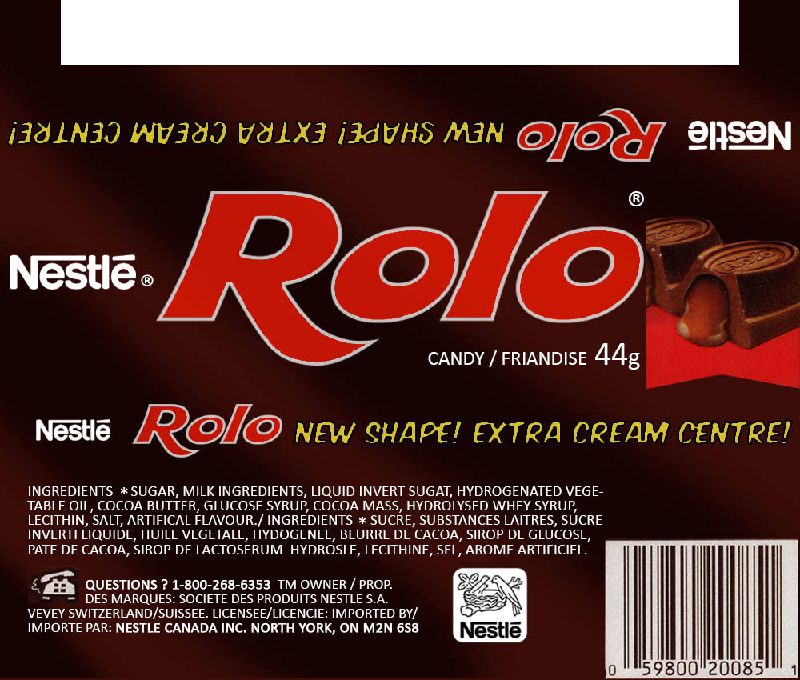 Nestlé Rolo NEW SHAPE! EXTRA CREAM CENTRE!
Nestlé® Rolo®
CANDY / FRIANDISE 44g
Nestlé Rolo NEW SHAPE! EXTRA CREAM CENTRE!
INGREDIENTS * SUGAR, MILK INGREDIENTS, LIQUID INVERT SUGAT, HYDROGENATED VEGE-
TABLE OIL, COCOA BUTTER, GLUCOSE SYRUP, COCOA MASS, HYDROLYSED WHEY SYRUP,
LECITHIN, SALT, ARTIFICAL FLAVOUR./ INGREDIENTS * SUCRE, SUBSTANCES LAITRES, SUCRE
INVERTI LIQUIDE, HUILE VEGETALE, HYDOGENEE, BEURRE DE CACAO, SIROP DE GLUCOSE,
PATE DE CACAO, SIROP DE LACTOSERUM HYDROSLE, LECITHINE, SEL, AROME ARTIFICIEL.
QUESTIONS ? 1-800-268-6353 TM OWNER / PROP.
DES MARQUES: SOCIETE DES PRODUITS NESTLE S.A.
VEVEY SWITZERLAND/SUISSEE. LICENSEE/LICENCIE: IMPORTED BY/
IMPORTE PAR: NESTLE CANADA INC. NORTH YORK, ON M2N 6S8
Nestlé
0 59800 20085 1